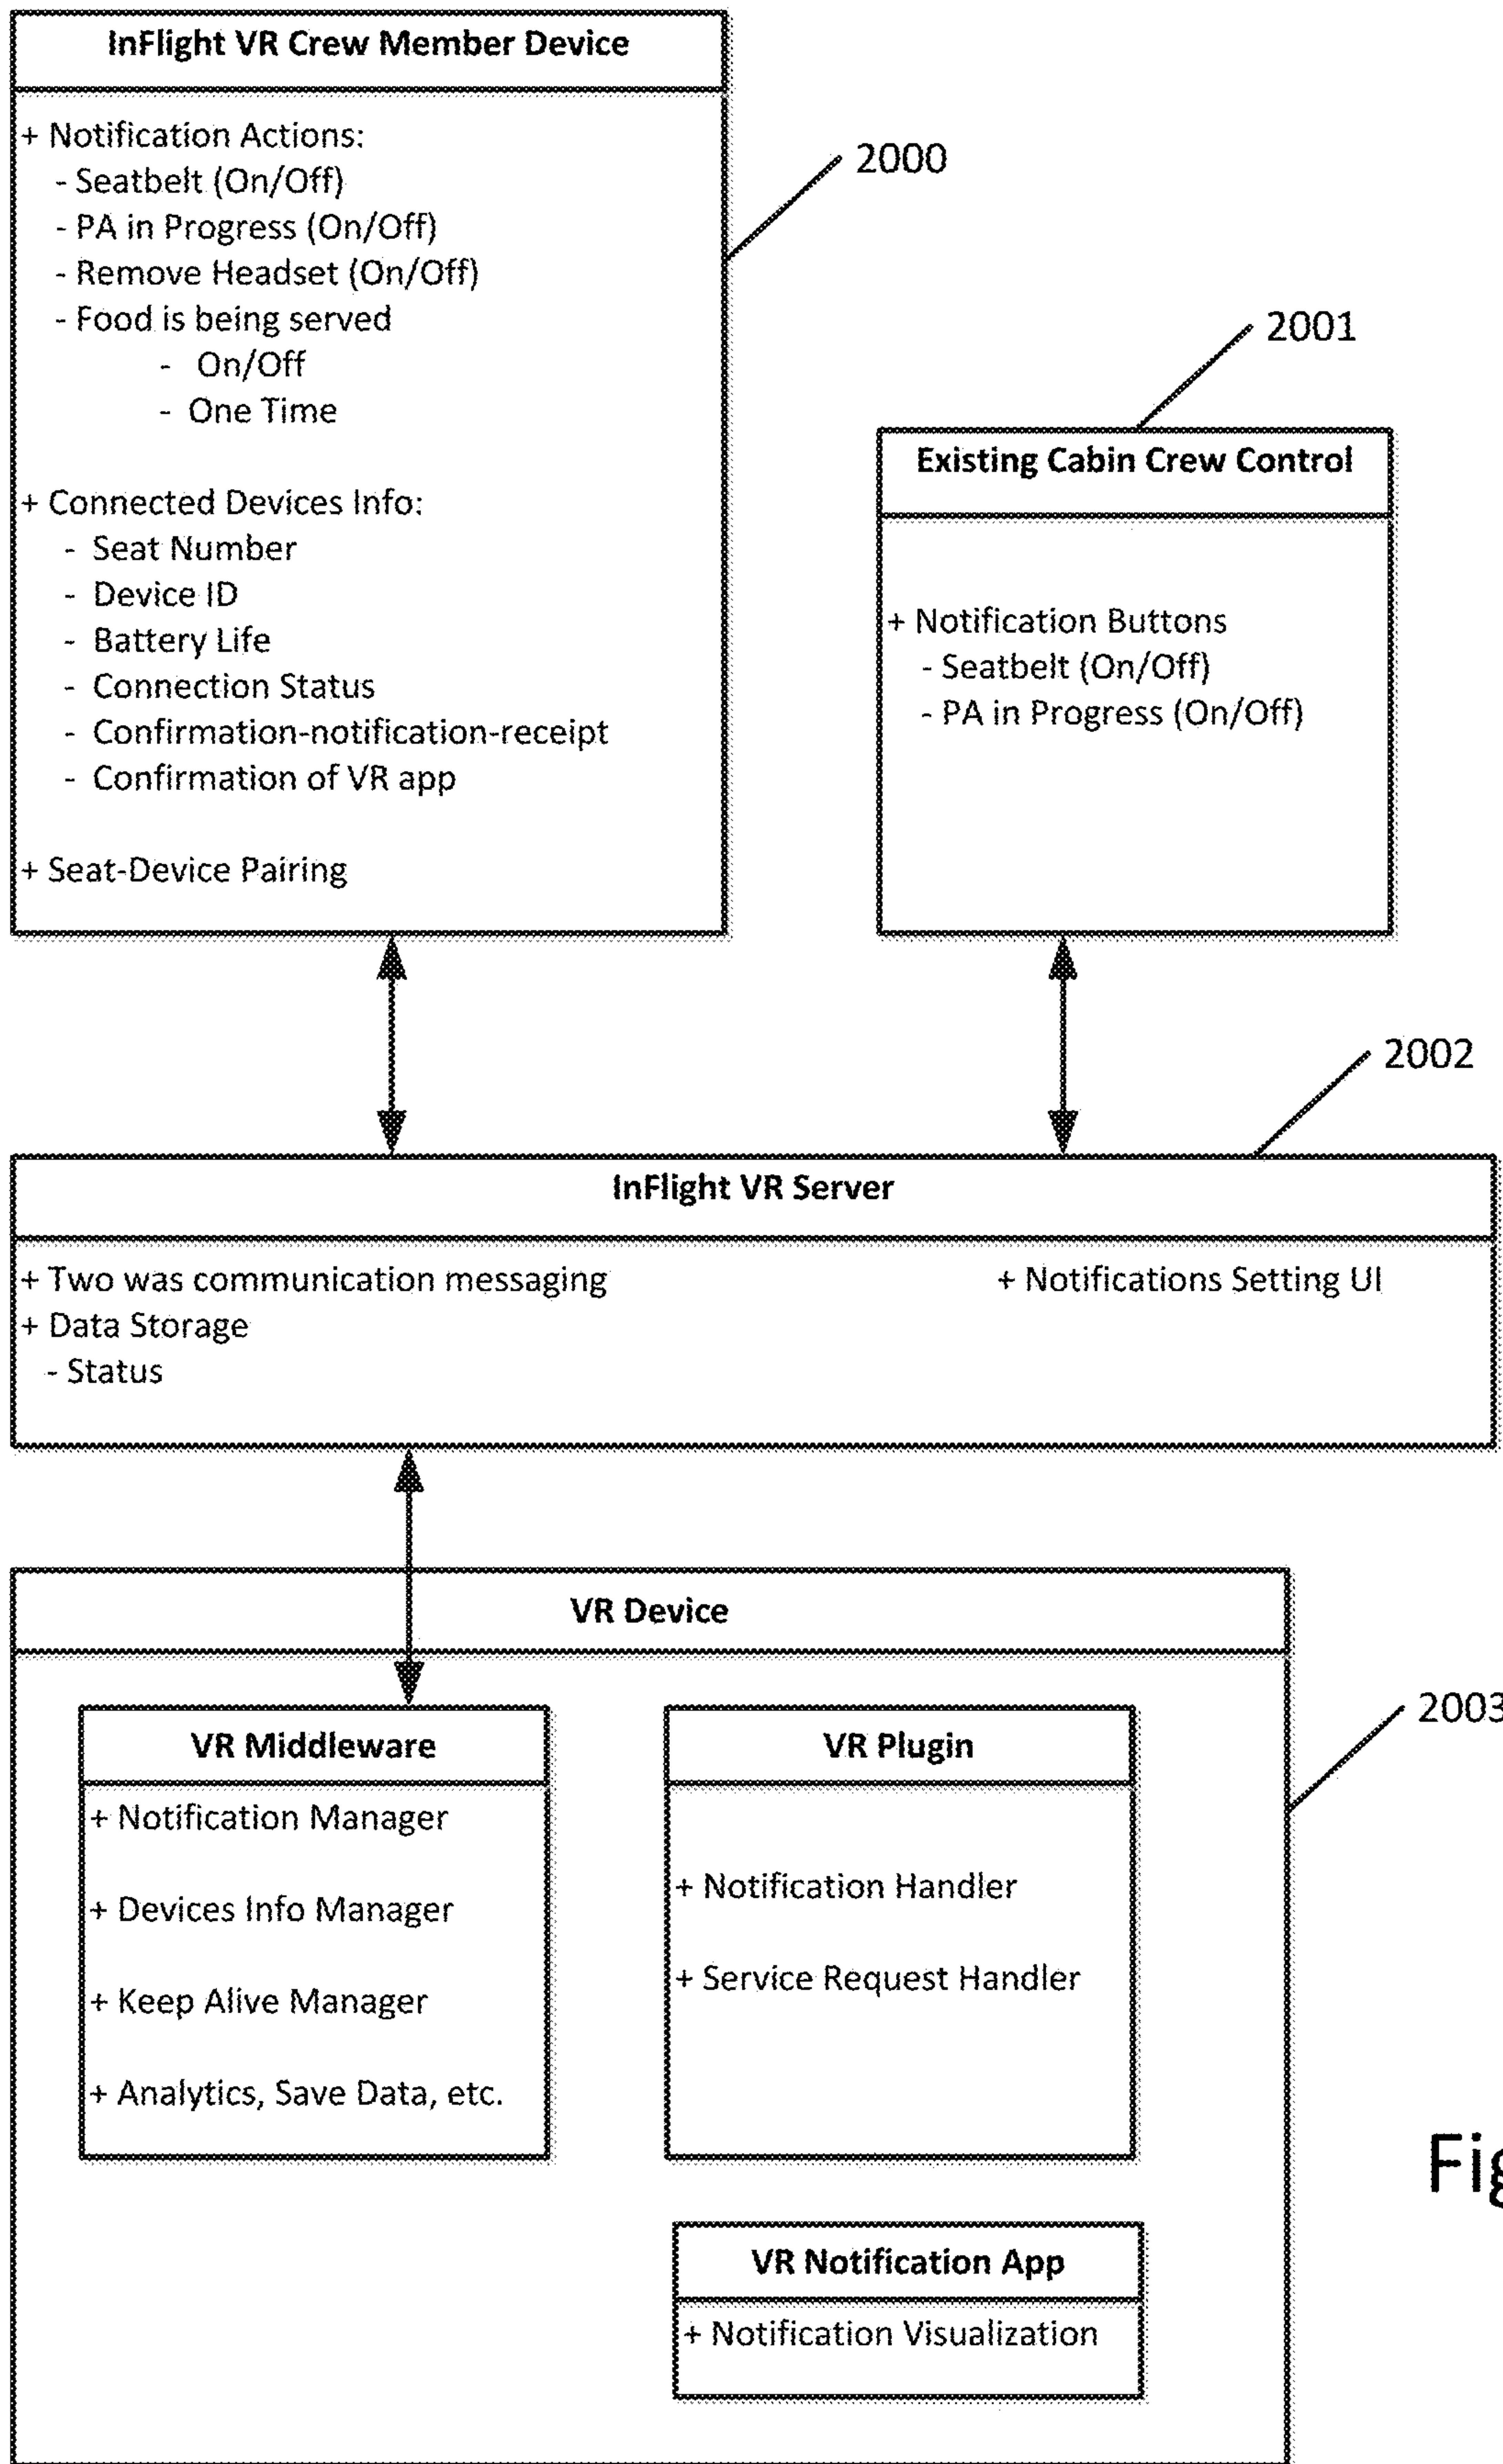 InFlight VR Crew Member Device
+ Notification Actions:
- Seatbelt (On/Off)
- PA in Progress (On/Off)
- Remove Headset (On/Off)
- Food is being served
- On/Off
- One Time
+ Connected Devices Info:
- Seat Number
- Device ID
- Battery Life
- Connection Status
- Confirmation-notification-receipt
- Confirmation of VR app
+ Seat-Device Pairing
2000
2001
Existing Cabin Crew Control
+ Notification Buttons
- Seatbelt (On/Off)
- PA in Progress (On/Off)
2002
InFlight VR Server
+ Two was communication messaging
+ Data Storage
- Status
+ Notifications Setting UI
VR Device
2003
VR Middleware
+ Notification Manager
+ Devices Info Manager
+ Keep Alive Manager
+ Analytics, Save Data, etc.
VR Plugin
+ Notification Handler
+ Service Request Handler
VR Notification App
+ Notification Visualization
Fig